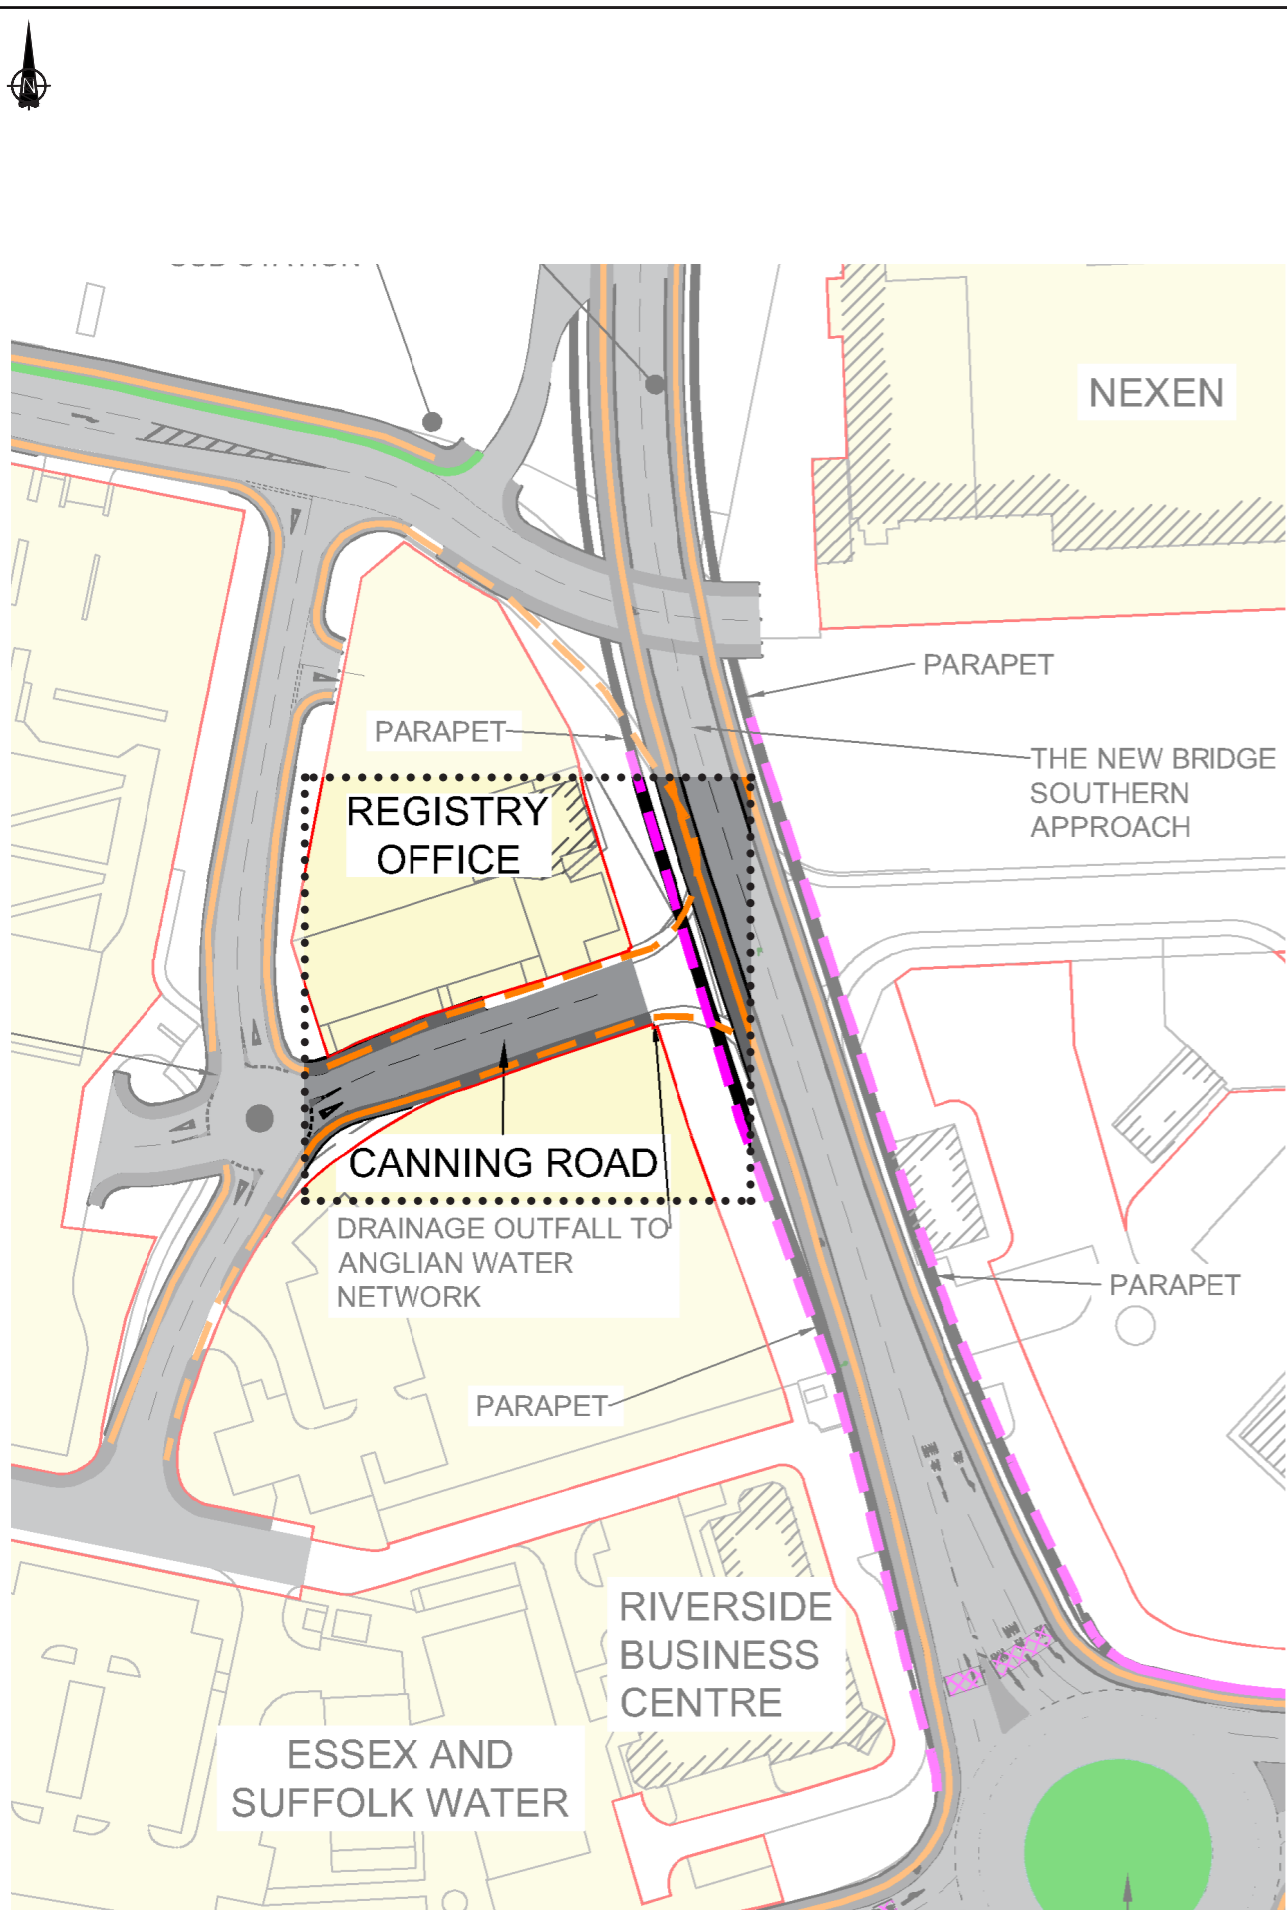 N
NEXEN
PARAPET
PARAPET
THE NEW BRIDGE
SOUTHERN
APPROACH
REGISTRY
OFFICE
CANNING ROAD
DRAINAGE OUTFALL TO
ANGLIAN WATER
NETWORK
PARAPET
PARAPET
RIVERSIDE
BUSINESS
CENTRE
ESSEX AND
SUFFOLK WATER